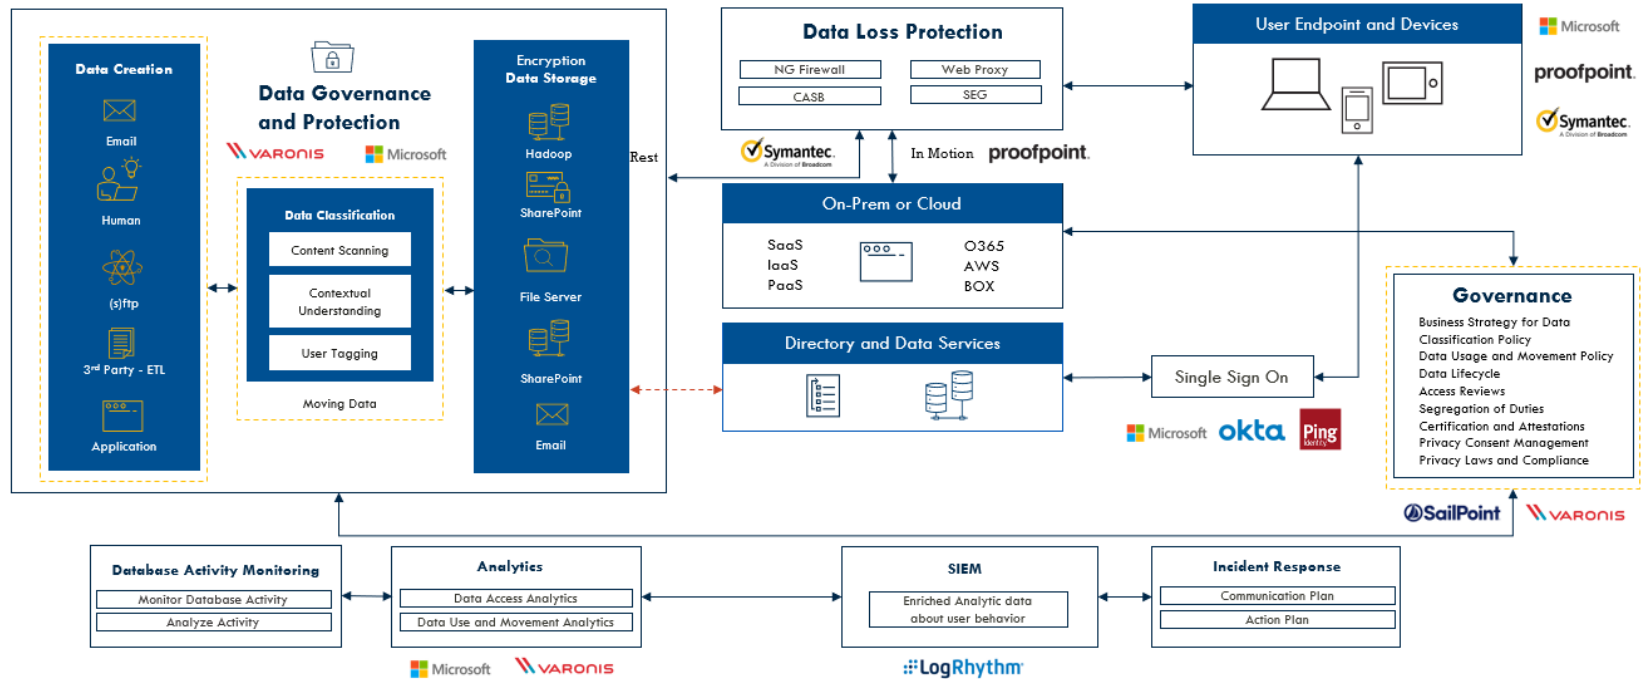 Data Creation
Email
Human
(s)ftp
3rd Party - ETL
Application
Data Governance
and Protection
VARONIS
Microsoft
Data Classification
Content Scanning
Contextual
Understanding
User Tagging
Moving Data
Encryption
Data Storage
Hadoop
SharePoint
File Server
SharePoint
Email
Rest
Data Loss Protection
NG Firewall
Web Proxy
CASB
SEG
Symantec.
A Division of Broadcom
In Motion
proofpoint.
On-Prem or Cloud
SaaS
IaaS
PaaS
O365
AWS
BOX
Directory and Data Services
User Endpoint and Devices
Microsoft
proofpoint.
Symantec.
A Division of Broadcom
Single Sign On
Microsoft
okta
Ping
Identity
Governance
Business Strategy for Data
Classification Policy
Data Usage and Movement Policy
Data Lifecycle
Access Reviews
Segregation of Duties
Certification and Attestations
Privacy Consent Management
Privacy Laws and Compliance
SailPoint
VARONIS
Database Activity Monitoring
Monitor Database Activity
Analyze Activity
Analytics
Data Access Analytics
Data Use and Movement Analytics
Microsoft
VARONIS
SIEM
Enriched Analytic data
about user behavior
LogRhythm
Incident Response
Communication Plan
Action Plan